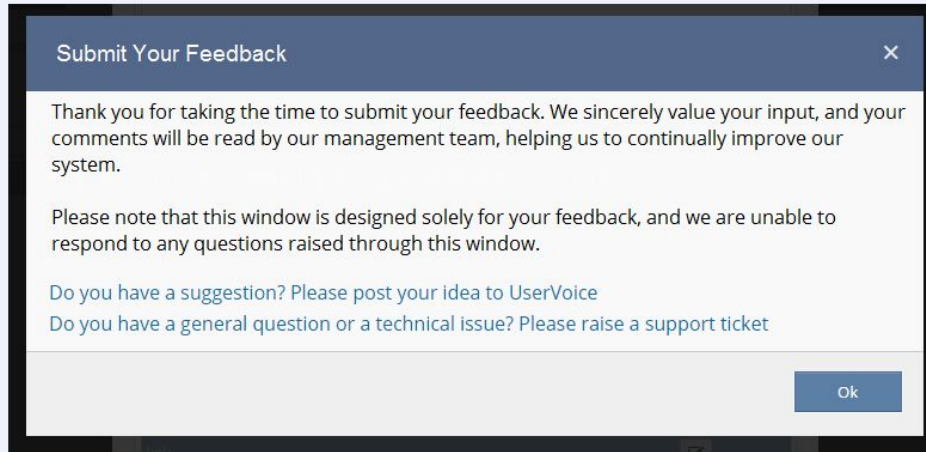 Submit Your Feedback
Thank you for taking the time to submit your feedback. We sincerely value your input, and your
comments will be read by our management team, helping us to continually improve our
system.
Please note that this window is designed solely for your feedback, and we are unable to
respond to any questions raised through this window.
Do you have a suggestion? Please post your idea to UserVoice
Do you have a general question or a technical issue? Please raise a support ticket
Ok